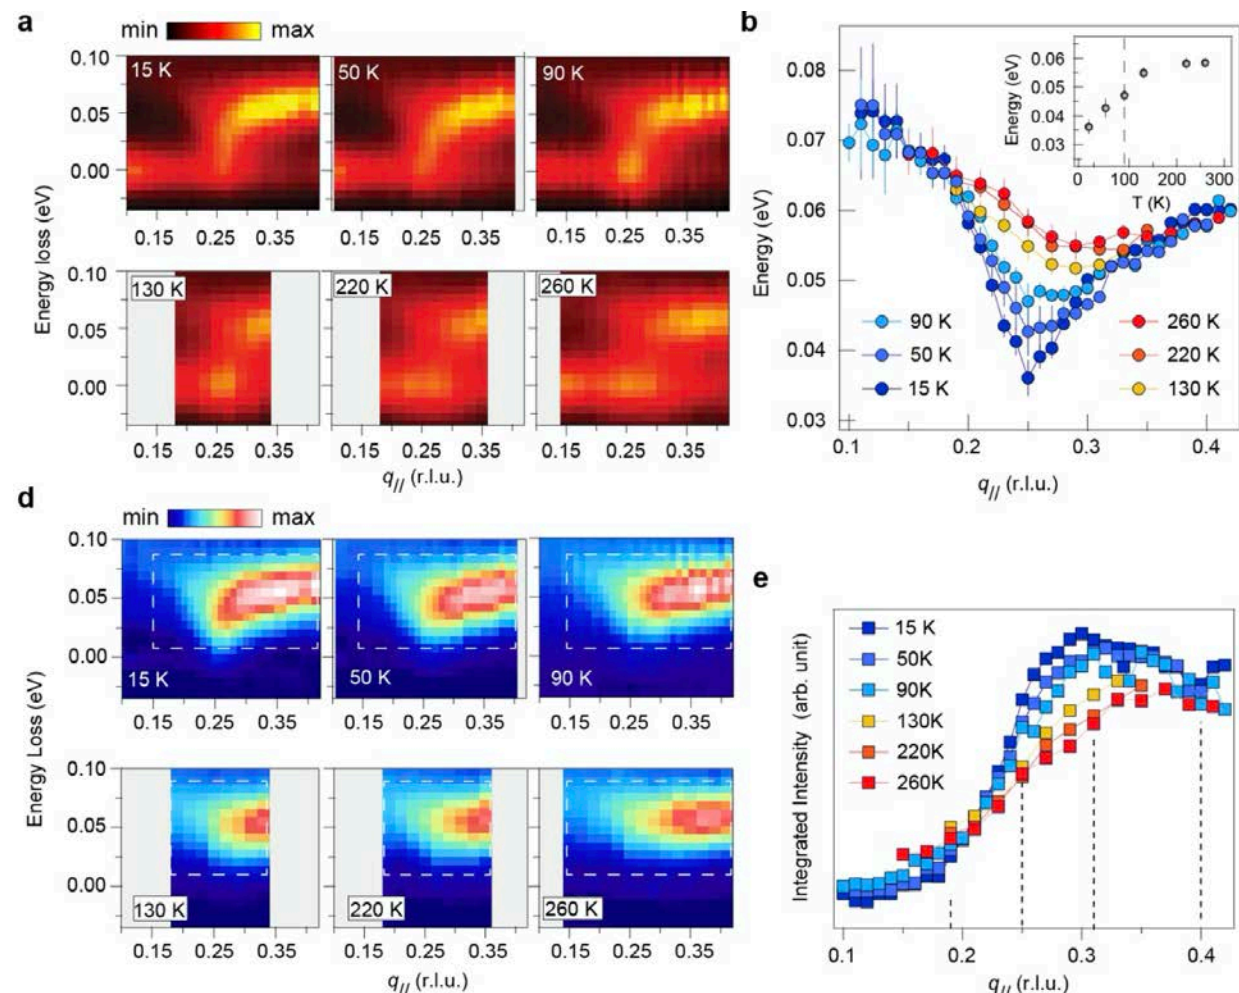 a
min max
0.10
15 K 50 K 90 K
0.05
0.00
0.15 0.25 0.35 0.15 0.25 0.35 0.15 0.25 0.35
Energy loss (eV)
0.10
130 K 220 K 260 K
0.05
0.00
0.15 0.25 0.35 0.15 0.25 0.35 0.15 0.25 0.35
q// (r.l.u.)
b
0.08
0.07
0.06
0.05
0.04
0.03
Energy (eV)
0.1 0.2 0.3 0.4
q// (r.l.u.)
0.06
0.05
0.04
0.03
Energy (eV)
0 100 200 300
T (K)
90 K 260 K
50 K 220 K
15 K 130 K
d
min max
0.10
0.05
0.00
15 K 50 K 90 K
0.15 0.25 0.35 0.15 0.25 0.35 0.15 0.25 0.35
Energy Loss (eV)
0.10
0.05
0.00
130 K 220 K 260 K
0.15 0.25 0.35 0.15 0.25 0.35 0.15 0.25 0.35
q// (r.l.u.)
e
15 K
50K
90K
130K
220K
260K
Integrated Intensity (arb. unit)
0.1 0.2 0.3 0.4
q// (r.l.u.)